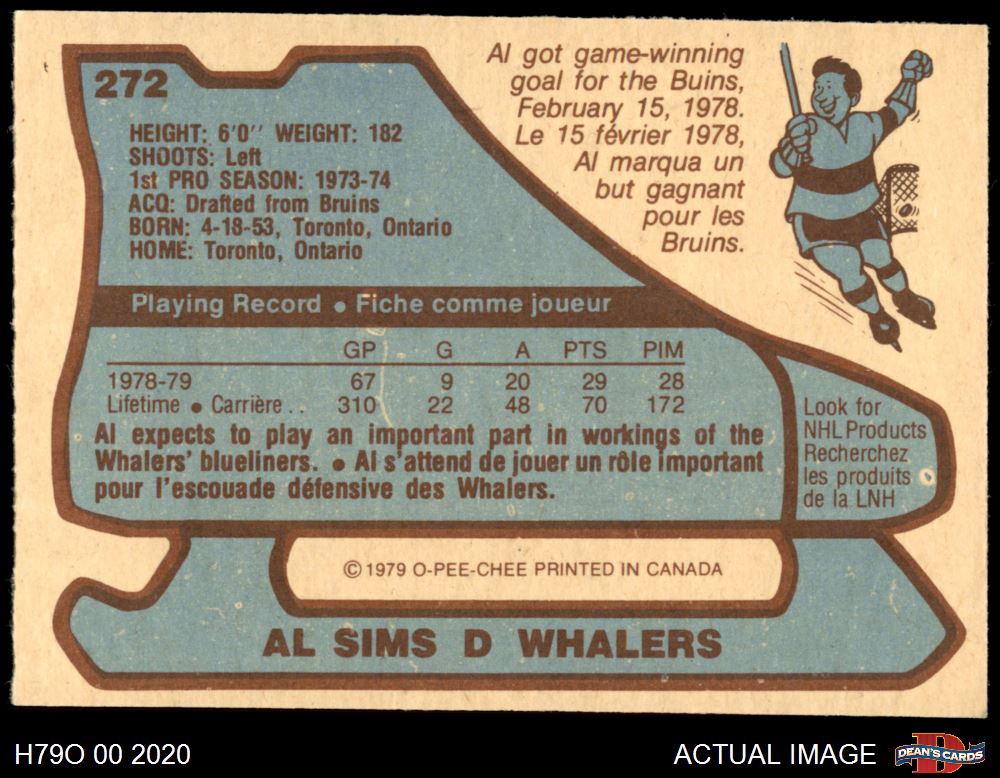 272
HEIGHT: 6'0'' WEIGHT: 182
SHOOTS: Left
1st PRO SEASON: 1973-74
ACQ: Drafted from Bruins
BORN: 4-18-53, Toronto, Ontario
HOME: Toronto, Ontario
Al got game-winning
goal for the Buins,
February 15, 1978.
Le 15 février 1978,
Al marqua un
but gagnant
pour les
Bruins.
Playing Record ● Fiche comme joueur
GP G A PTS PIM
1978-79 67 9 20 29 28
Lifetime ● Carrière . . 310 22 48 70 172
Al expects to play an important part in workings of the
Whalers' blueliners. ● Al s'attend de jouer un rôle important
pour l'escouade défensive des Whalers.
Look for
NHL Products
Recherchez
les produits
de la LNH
© 1979 O-PEE-CHEE PRINTED IN CANADA
AL SIMS D WHALERS
H79O 00 2020
ACTUAL IMAGE
DEAN'S CARDS